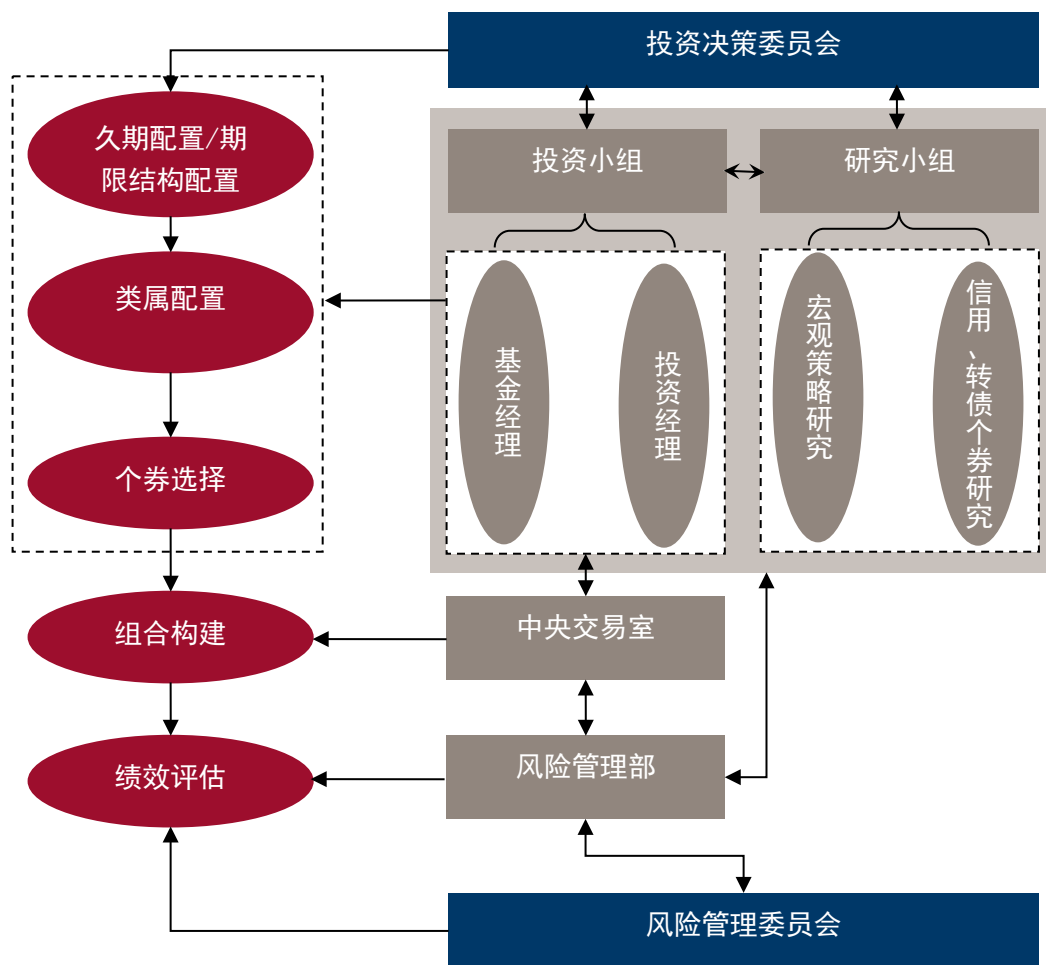 投资决策委员会
久期配置/期
限结构配置
投资小组
研究小组
类属配置
基金经理
投资经理
宏观策略研究
信用、转债个券研究
个券选择
组合构建
中央交易室
绩效评估
风险管理部
风险管理委员会